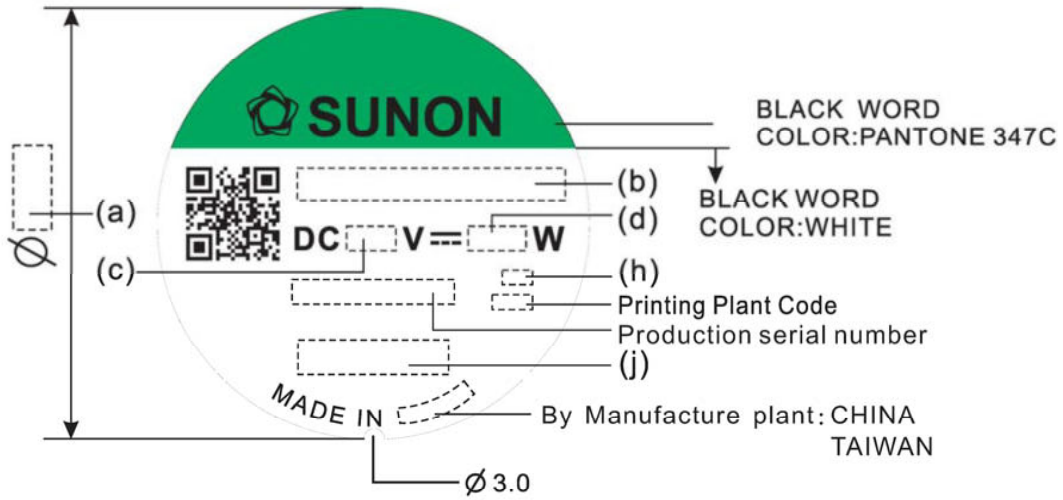 SUNON
BLACK WORD
COLOR:PANTONE 347C
(b)
BLACK WORD
COLOR:WHITE
(a)
Ø
(d)
DC V⎓ W
(c)
(h)
Printing Plant Code
Production serial number
(j)
MADE IN
By Manufacture plant: CHINA
TAIWAN
Ø3.0